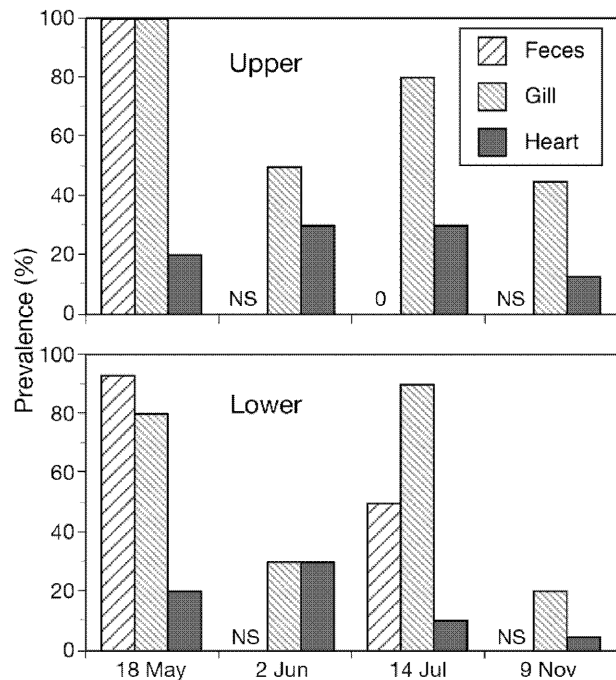 Upper
Feces
Gill
Heart
100
80
60
40
20
0
NS
0
NS
Prevalence (%)
Lower
100
80
60
40
20
0
NS
NS
18 May
2 Jun
14 Jul
9 Nov